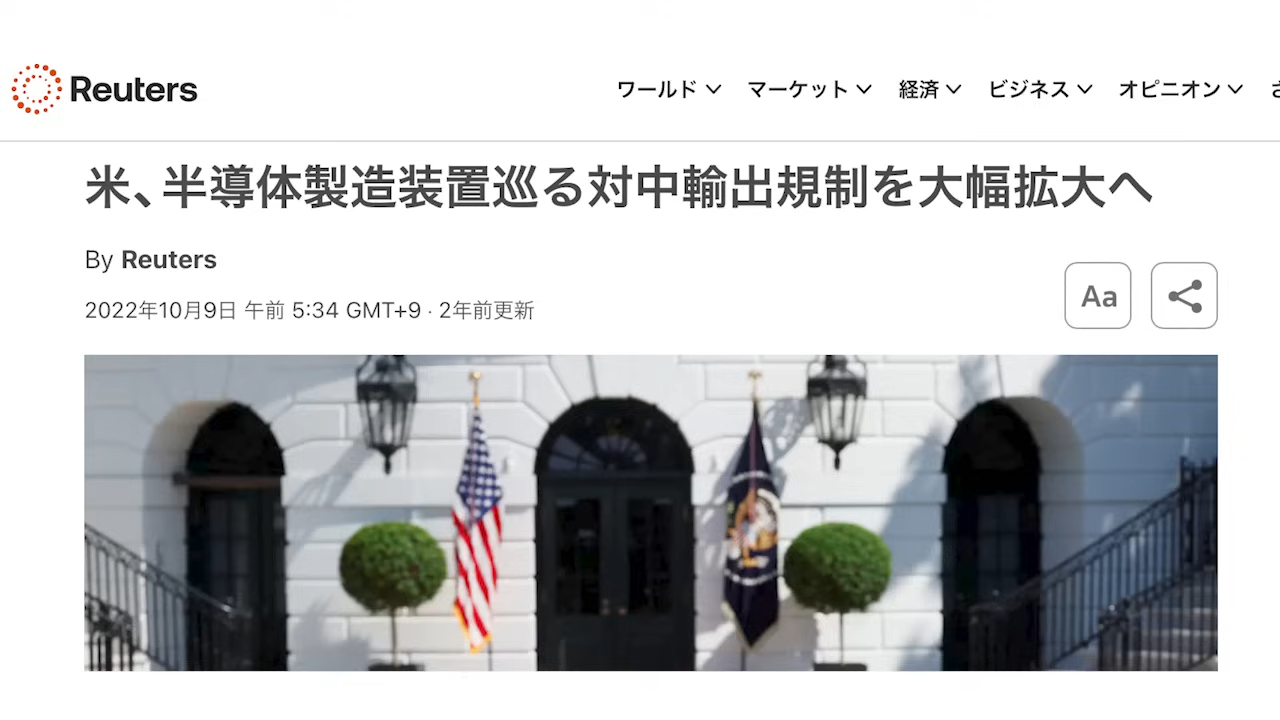 Reuters
ワールド マーケット 経済 ビジネス オピニオン
米、半導体製造装置巡る対中輸出規制を大幅拡大へ
By Reuters
2022年10月9日 午前 5:34 GMT+9 · 2年前更新
Aa